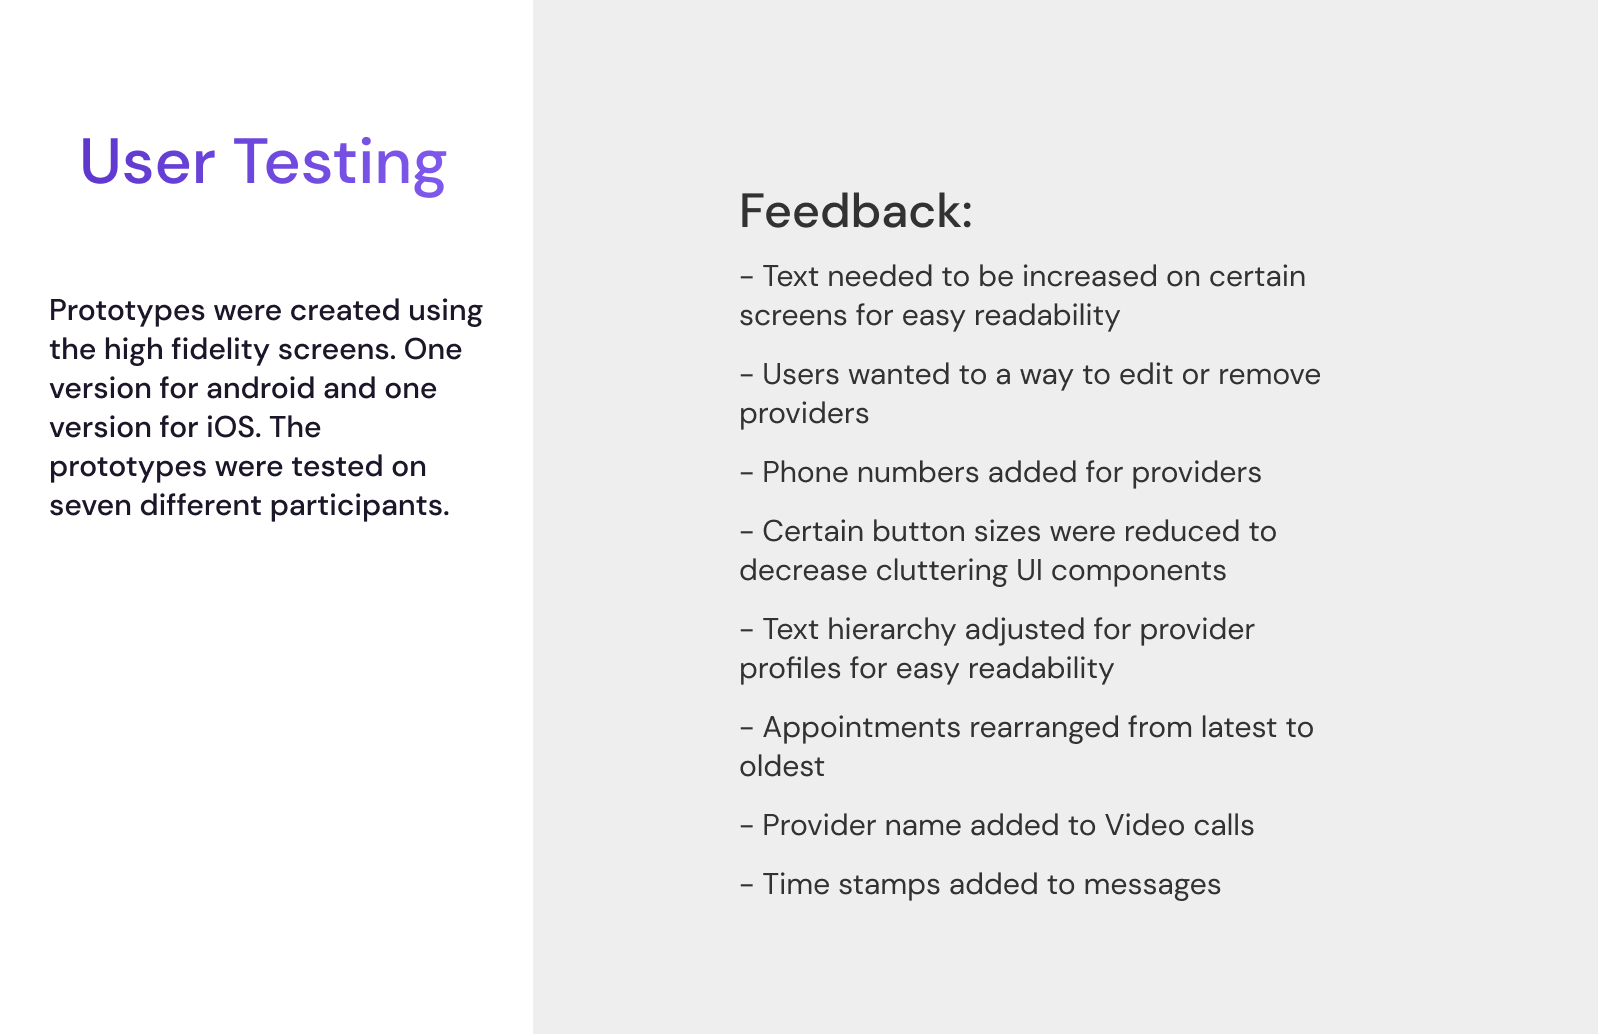 User Testing
Prototypes were created using
the high fidelity screens. One
version for android and one
version for iOS. The
prototypes were tested on
seven different participants.
Feedback:
- Text needed to be increased on certain
screens for easy readability
- Users wanted to a way to edit or remove
providers
- Phone numbers added for providers
- Certain button sizes were reduced to
decrease cluttering UI components
- Text hierarchy adjusted for provider
profiles for easy readability
- Appointments rearranged from latest to
oldest
- Provider name added to Video calls
- Time stamps added to messages